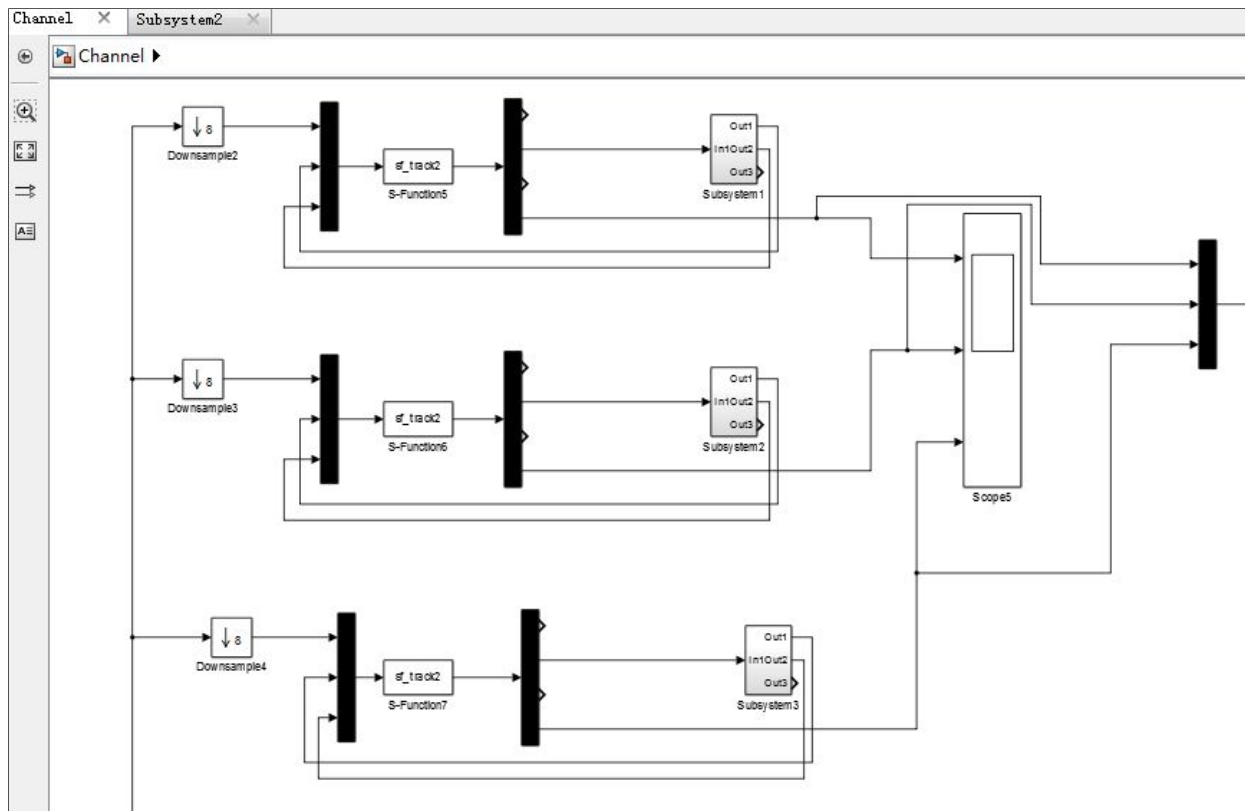 Channel
Subsystem2
Channel
A
8
Downsample2
sf_track2
S-Function5
Out1
In1Out2
Out3
Subsystem1
8
Downsample3
sf_track2
S-Function6
Out1
In1Out2
Out3
Subsystem2
Scope5
8
Downsample4
sf_track2
S-Function7
Out1
In1Out2
Out3
Subsystem3